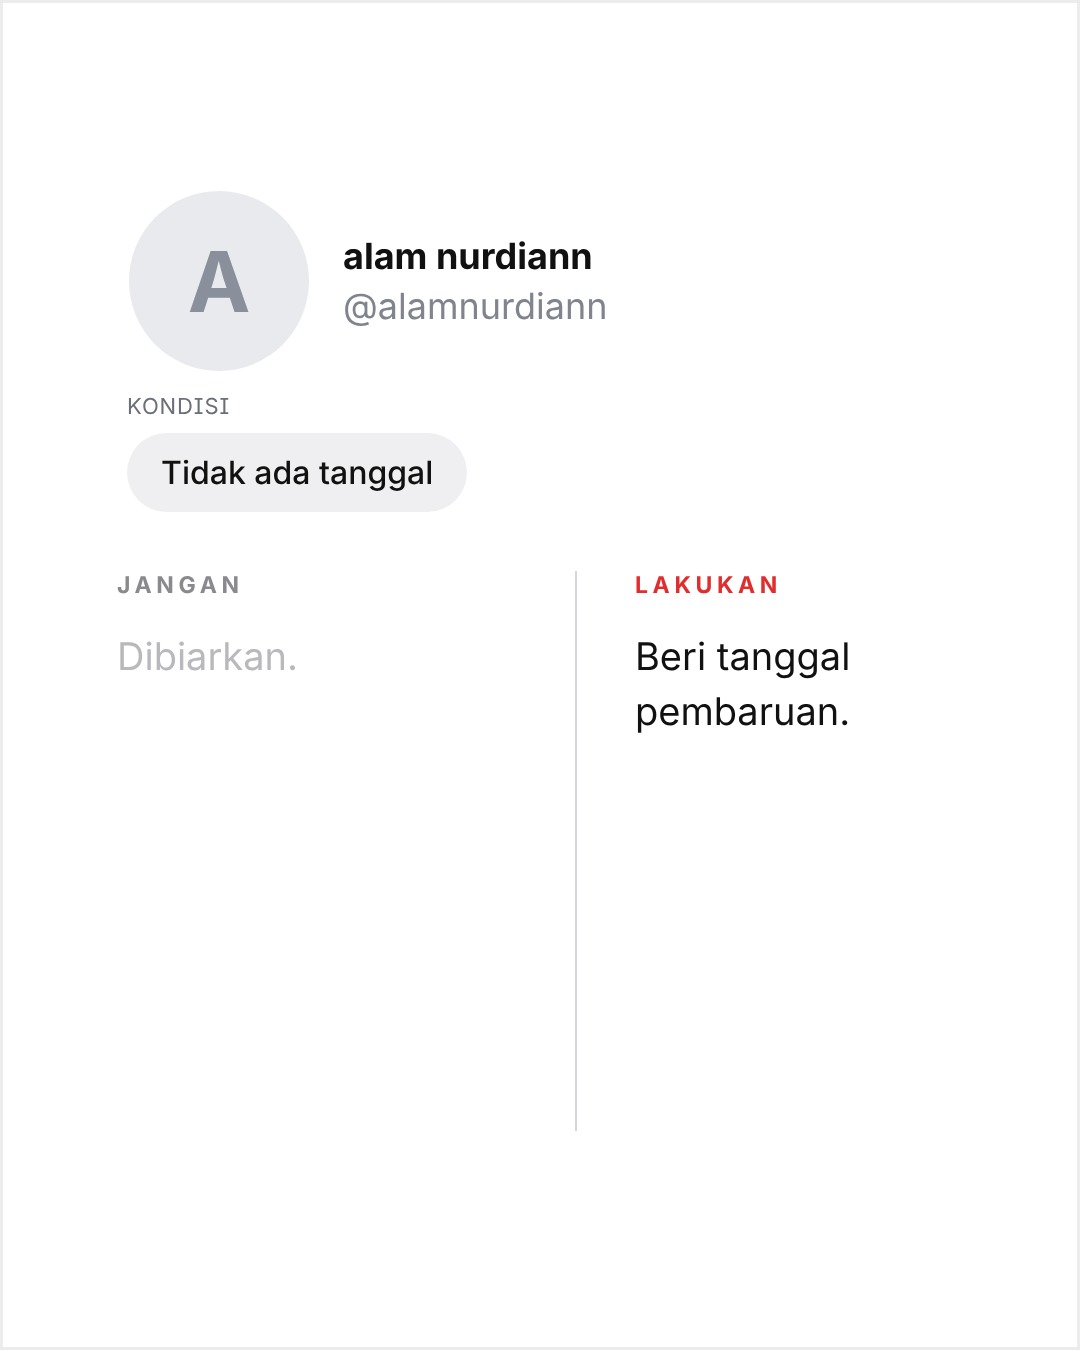 A
alam nurdiann
@alamnurdiann
KONDISI
Tidak ada tanggal
JANGAN
Dibiarkan.
LAKUKAN
Beri tanggal
pembaruan.